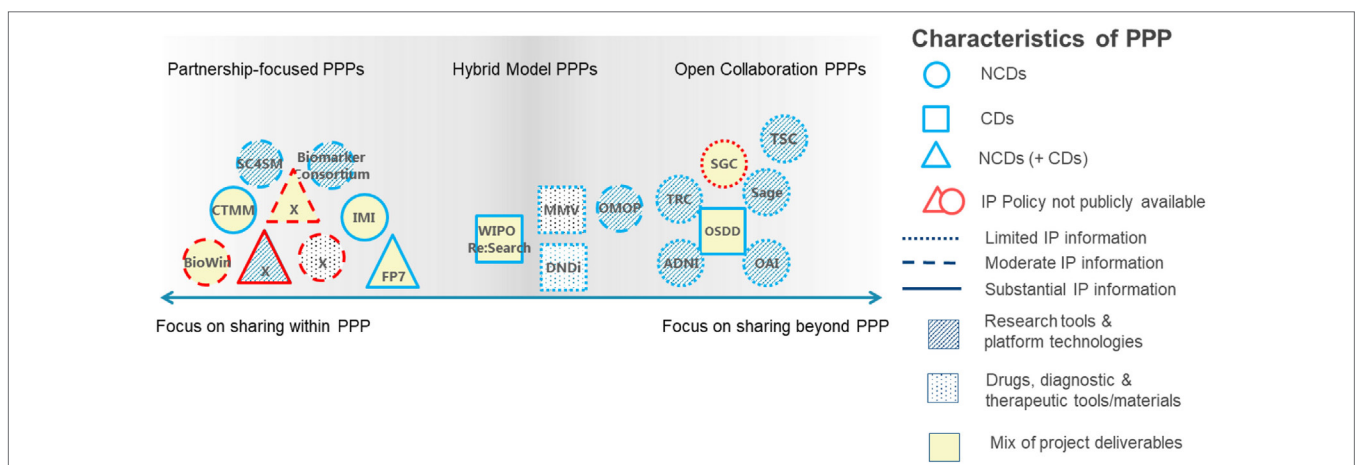 Characteristics of PPP
Partnership-focused PPPs
Hybrid Model PPPs
Open Collaboration PPPs
NCDs
CDs
NCDs (+ CDs)
IP Policy not publicly available
Limited IP information
Moderate IP information
Substantial IP information
Research tools &
platform technologies
Drugs, diagnostic &
therapeutic tools/materials
Mix of project deliverables
SC4SM
Biomarker
Consortium
CTMM
X
IMI
BioWin
X
X
FP7
WIPO
Re:Search
MMV
DNDi
OMOP
TSC
SGC
Sage
TRC
OSDD
ADNI
OAI
Focus on sharing within PPP
Focus on sharing beyond PPP